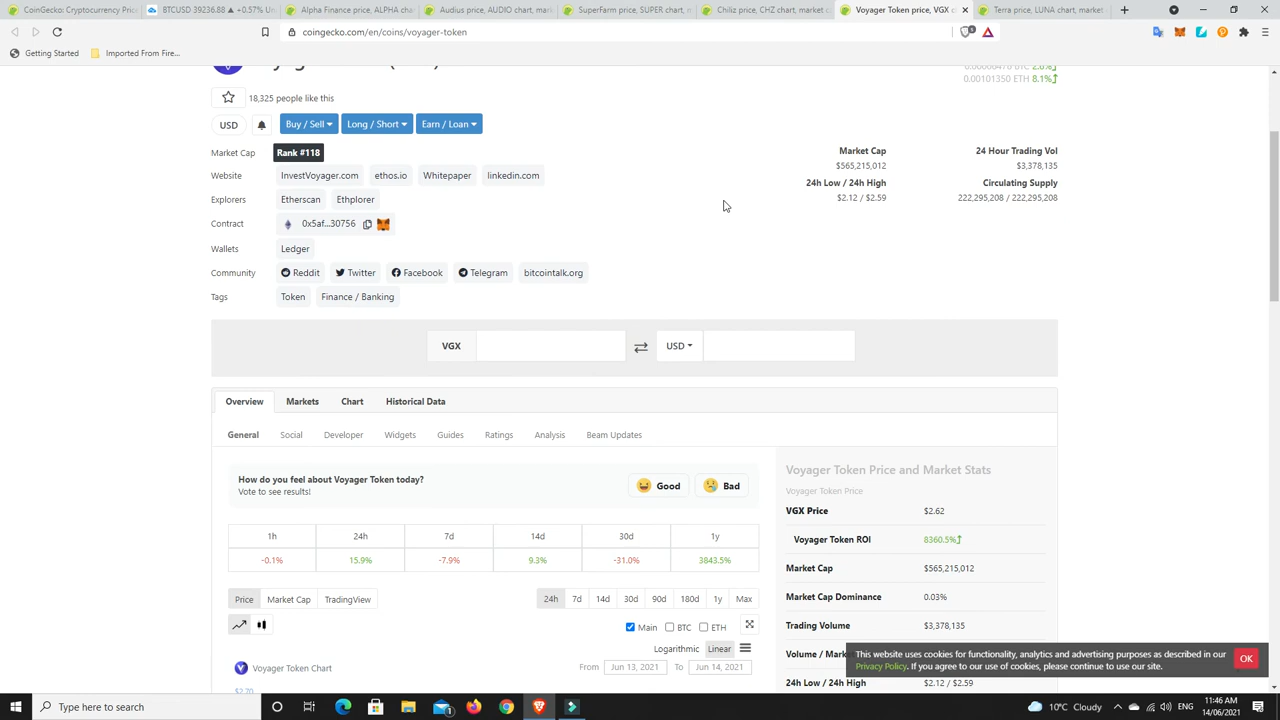 CoinGecko: Cryptocurrency Pric
BTCUSD 39236.88 ▲ +0.57% Un
Alpha Finance price, ALPHA cha
Audius price, AUDIO chart, mark
SuperFarm price, SUPER chart, m
Chiliz price, CHZ chart, market c
Voyager Token price, VGX c
Terra price, LUNA chart, market
coingecko.com/en/coins/voyager-token
Getting Started
Imported From Fire...
0.00101350 ETH 8.1%
18,325 people like this
USD
Buy / Sell
Long / Short
Earn / Loan
Market Cap
Rank #118
Market Cap
24 Hour Trading Vol
$565,215,012
$3,378,135
Website
InvestVoyager.com
ethos.io
Whitepaper
linkedin.com
24h Low / 24h High
Circulating Supply
$2.12 / $2.59
222,295,208 / 222,295,208
Explorers
Etherscan
Ethplorer
Contract
0x5af...30756
Wallets
Ledger
Community
Reddit
Twitter
Facebook
Telegram
bitcointalk.org
Tags
Token
Finance / Banking
VGX
USD
Overview
Markets
Chart
Historical Data
General
Social
Developer
Widgets
Guides
Ratings
Analysis
Beam Updates
How do you feel about Voyager Token today?
Vote to see results!
Good
Bad
1h 24h 7d 14d 30d 1y
-0.1% 15.9% -7.9% 9.3% -31.0% 3843.5%
Price
Market Cap
TradingView
24h 7d 14d 30d 90d 180d 1y Max
Main BTC ETH
Logarithmic Linear
Voyager Token Chart
From Jun 13, 2021 To Jun 14, 2021
$2.70
Voyager Token Price and Market Stats
Voyager Token Price
VGX Price $2.62
Voyager Token ROI 8360.5%
Market Cap $565,215,012
Market Cap Dominance 0.03%
Trading Volume $3,378,135
Volume / Marke
24h Low / 24h High $2.12 / $2.59
This website uses cookies for functionality, analytics and advertising purposes as described in our
Privacy Policy. If you agree to our use of cookies, please continue to use our site.
OK
Type here to search
10°C Cloudy
ENG
11:46 AM
14/06/2021